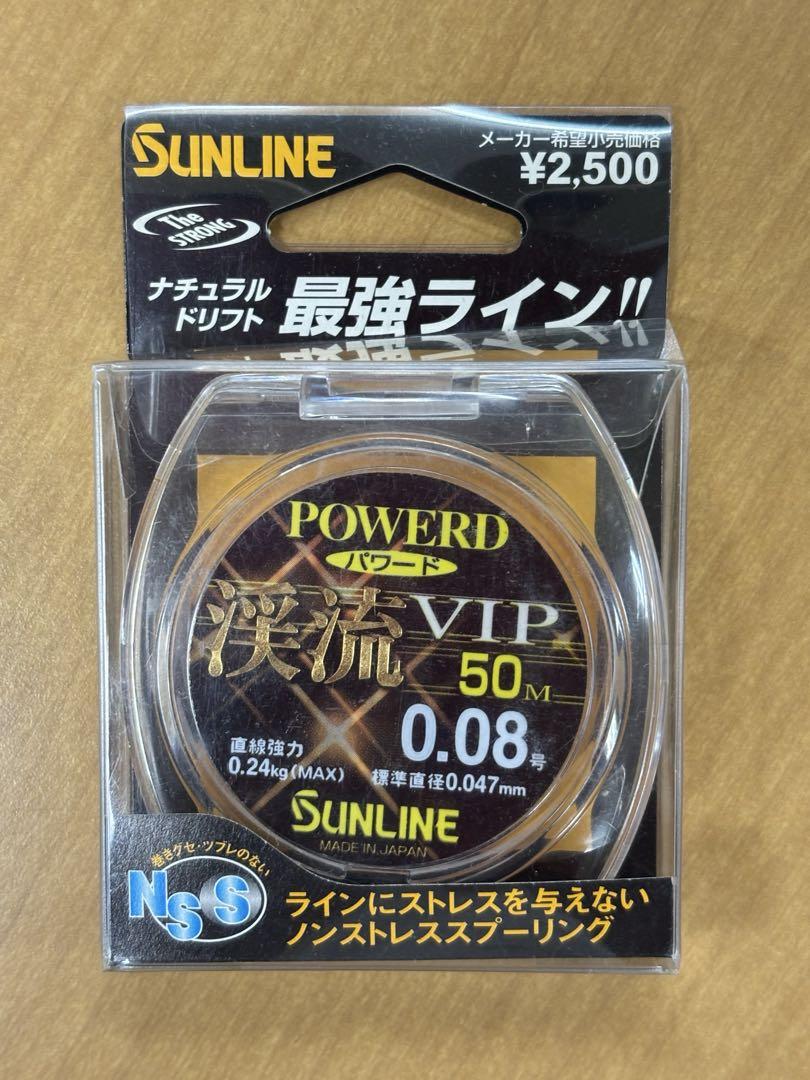 SUNLINE
メーカー希望小売価格
¥2,500
The
STRONG
ナチュラル
ドリフト
最強ライン!!
POWERD
パワード
渓流VIP
50M
0.08号
直線強力
0.24kg(MAX)
標準直径0.047mm
SUNLINE
MADE IN JAPAN
巻きグセ・ツブレのない
NSS
ラインにストレスを与えない
ノンストレススプーリング